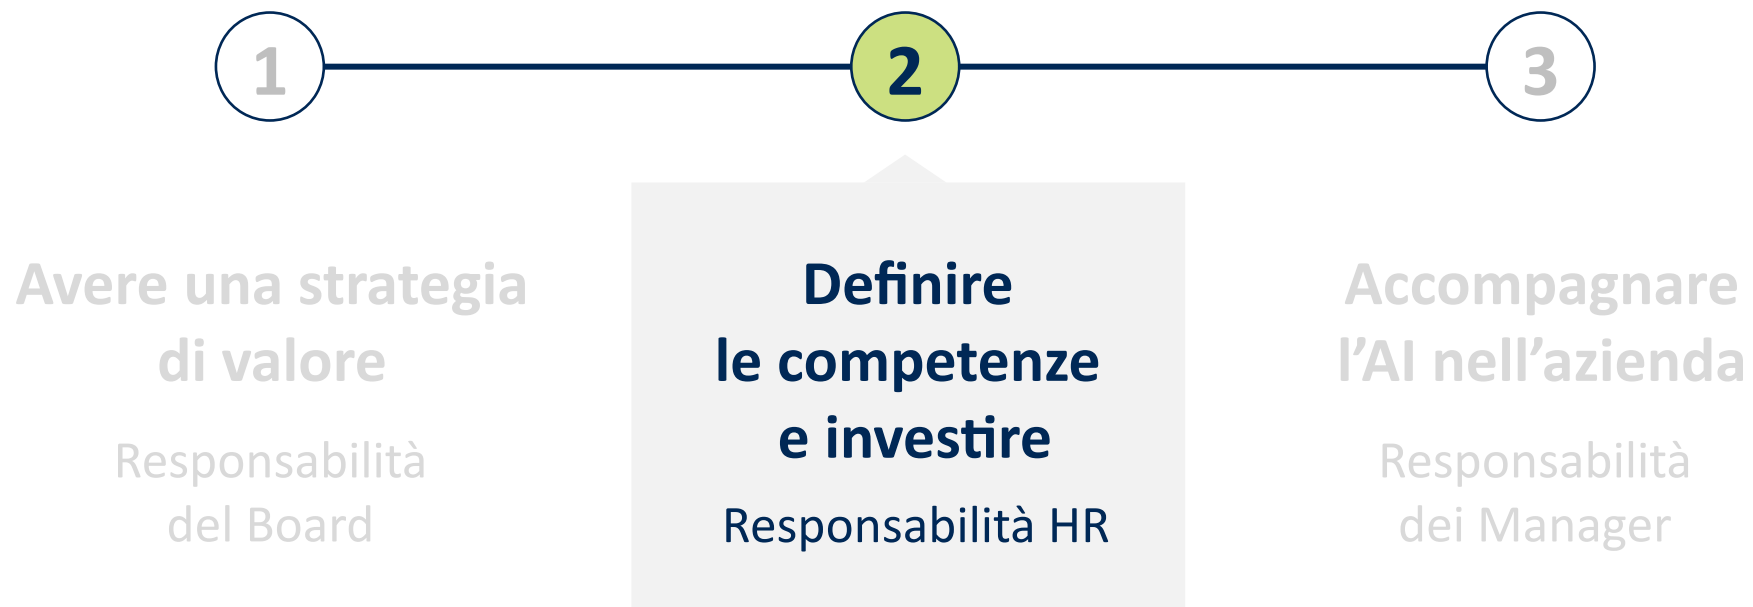 1
2
3
Avere una strategia
di valore
Responsabilità
del Board
Definire
le competenze
e investire
Responsabilità HR
Accompagnare
l’AI nell’azienda
Responsabilità
dei Manager